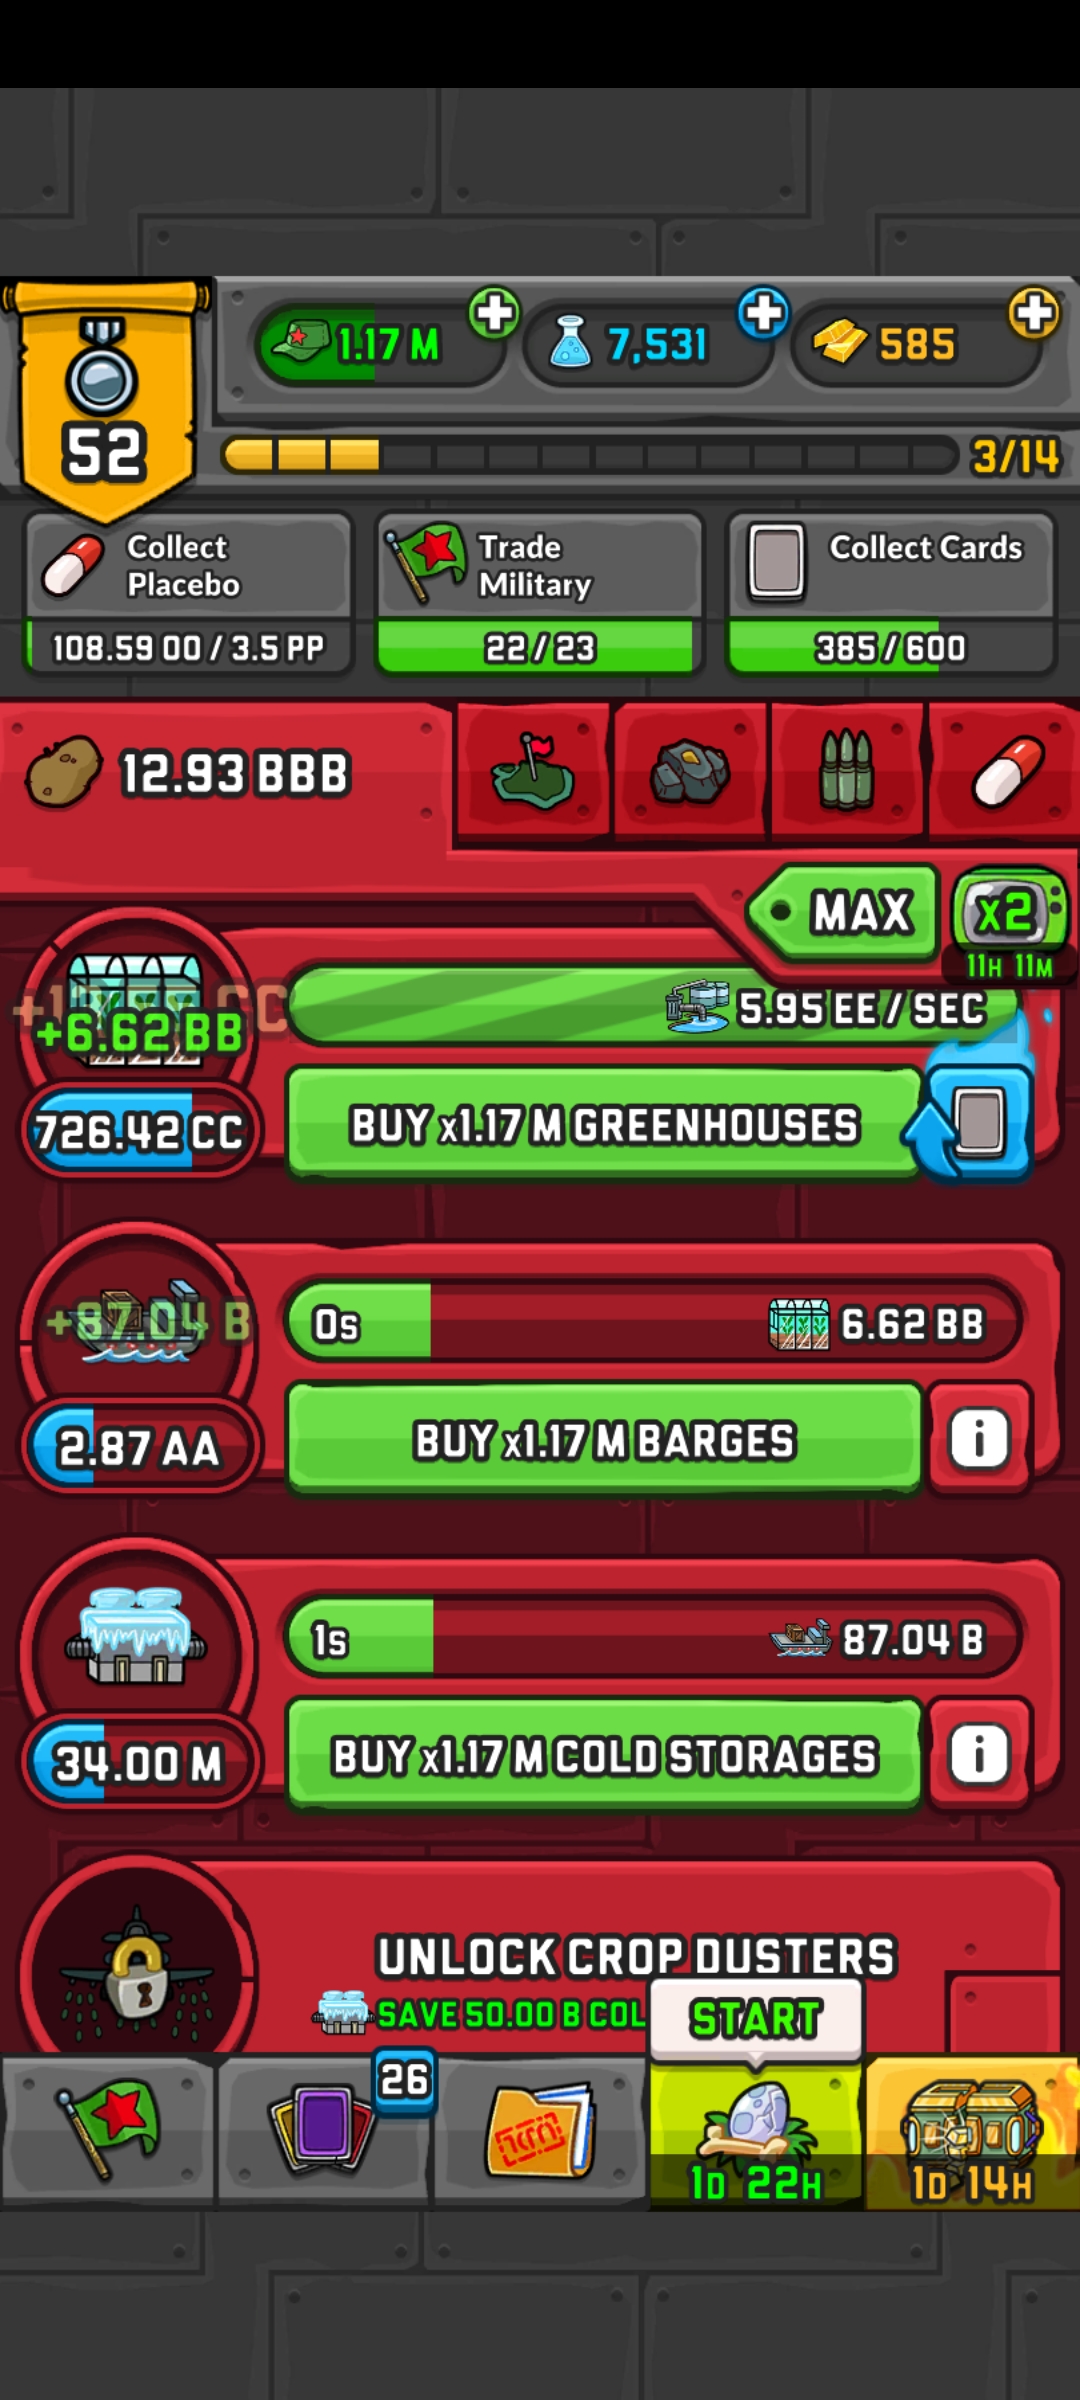 1.17 M
7,531
585
52
3/14
Collect
Placebo
108.59 OO / 3.5 PP
Trade
Military
22 / 23
Collect Cards
385 / 600
12.93 BBB
MAX
x2
11H 11M
+6.62 BB
5.95 EE / SEC
726.42 CC
BUY x1.17 M GREENHOUSES
+87.04 B
0s
6.62 BB
2.87 AA
BUY x1.17 M BARGES
i
1s
87.04 B
34.00 M
BUY x1.17 M COLD STORAGES
i
UNLOCK CROP DUSTERS
SAVE 50.00 B COL
START
26
1D 22H
1D 14H